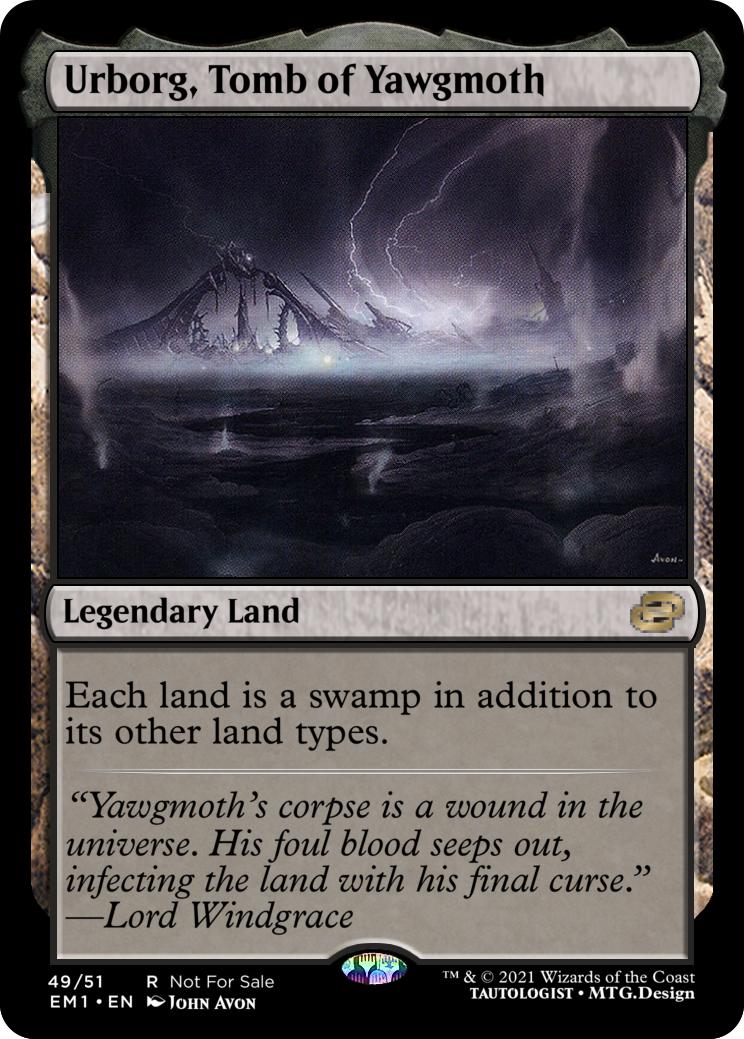 Urborg, Tomb of Yawgmoth
Avon-
Legendary Land
Each land is a swamp in addition to
its other land types.
“Yawgmoth’s corpse is a wound in the
universe. His foul blood seeps out,
infecting the land with his final curse.”
—Lord Windgrace
49/51 R Not For Sale
EM1 • EN John Avon
™ & © 2021 Wizards of the Coast
TAUTOLOGIST • MTG.Design